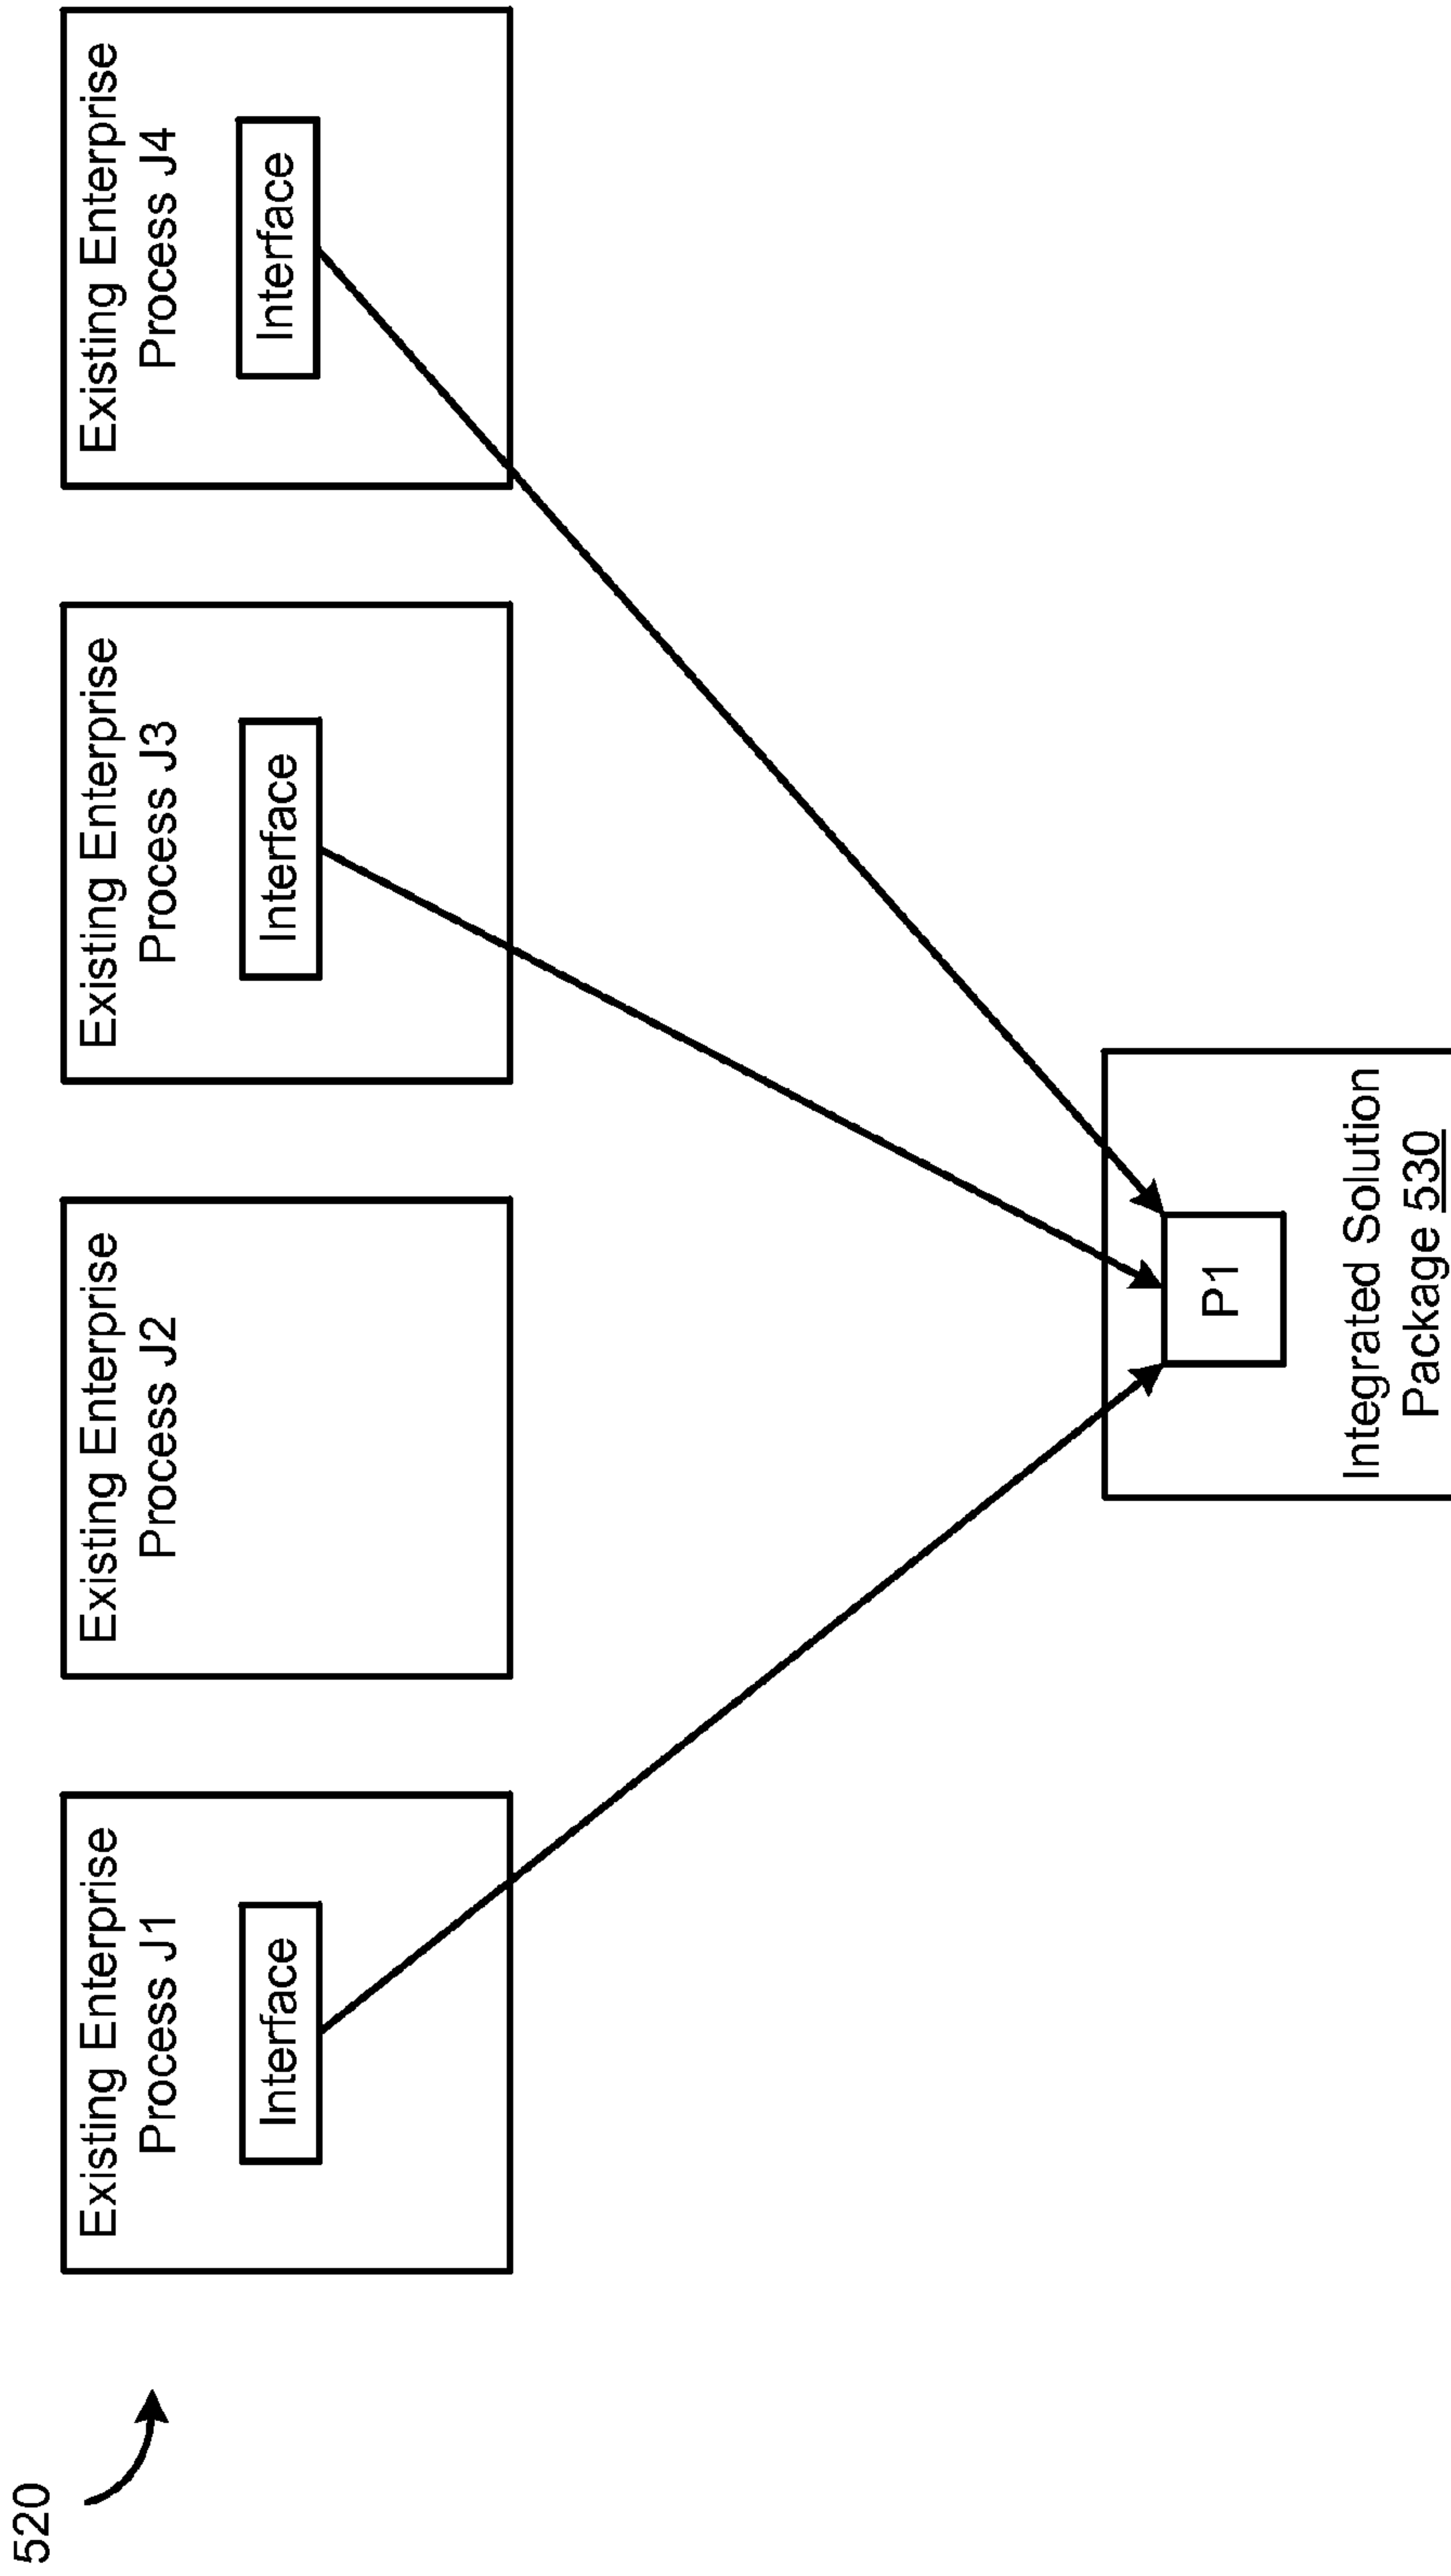 520
Existing Enterprise
Process J1
Interface
Existing Enterprise
Process J2
Existing Enterprise
Process J3
Interface
Existing Enterprise
Process J4
Interface
P1
Integrated Solution
Package 530